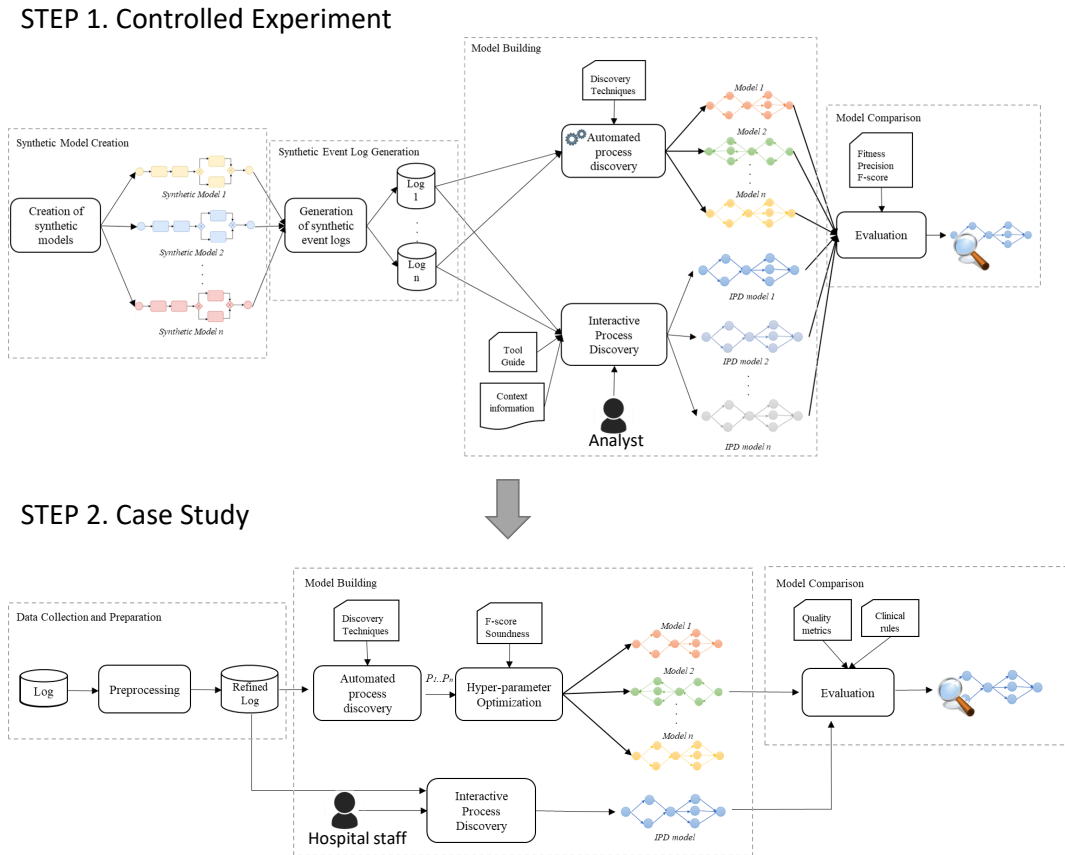 STEP 1. Controlled Experiment
Synthetic Model Creation
Creation of
synthetic
models
Synthetic Model 1
Synthetic Model 2
Synthetic Model n
Synthetic Event Log Generation
Generation
of synthetic
event logs
Log
1
Log
n
Model Building
Discovery
Techniques
Automated
process
discovery
Model 1
Model 2
Model n
Tool
Guide
Context
information
Interactive
Process
Discovery
Analyst
IPD model 1
IPD model 2
IPD model n
Model Comparison
Fitness
Precision
F-score
Evaluation
STEP 2. Case Study
Data Collection and Preparation
Log
Preprocessing
Refined
Log
Model Building
Discovery
Techniques
Automated
process
discovery
P1..Pn
F-score
Soundness
Hyper-parameter
Optimization
Model 1
Model 2
Model n
Hospital staff
Interactive
Process
Discovery
IPD model
Model Comparison
Quality
metrics
Clinical
rules
Evaluation